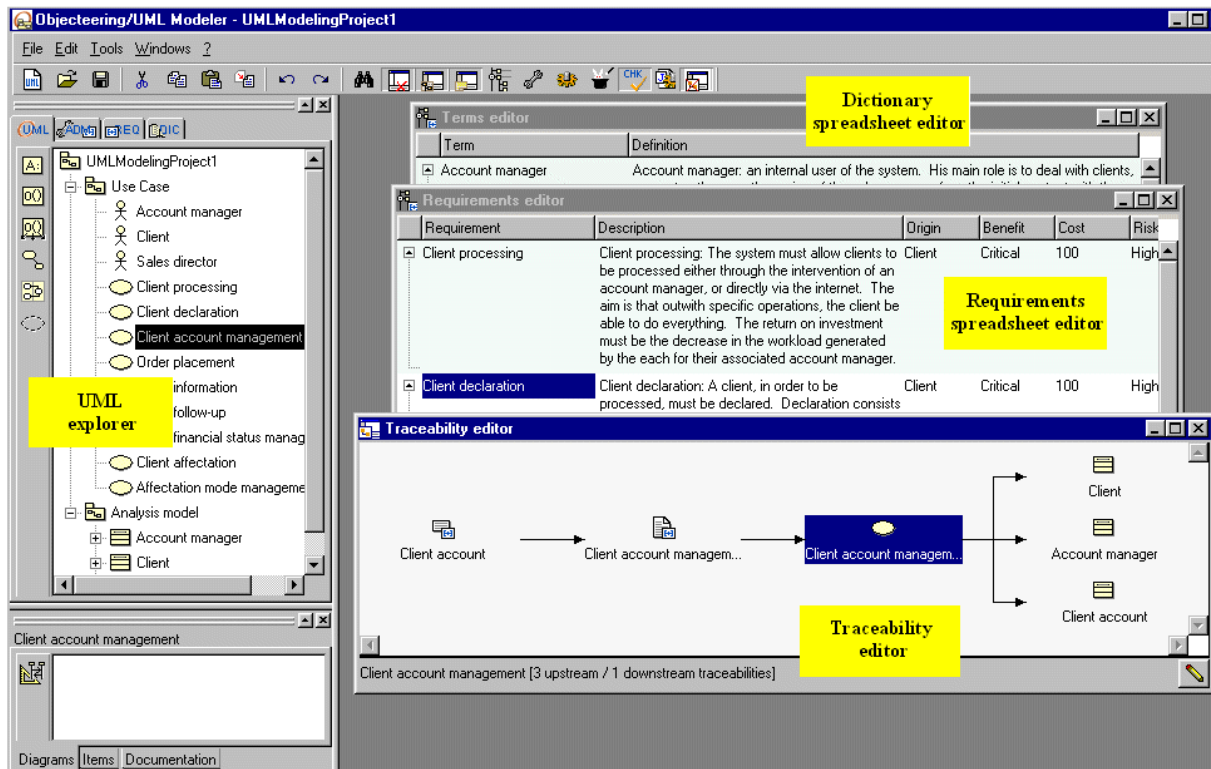 Objecteering/UML Modeler - UMLModelingProject1
File Edit Tools Windows ?
UML
CHK
UML ADM REQ DIC
UMLModelingProject1
Use Case
Account manager
Client
Sales director
Client processing
Client declaration
Client account management
Order placement
information
follow-up
financial status manag
Client affectation
Affectation mode manageme
Analysis model
Account manager
Client
UML
explorer
Client account management
Diagrams Items Documentation
Dictionary
spreadsheet editor
Terms editor
Term Definition
Account manager Account manager: an internal user of the system. His main role is to deal with clients,
Requirements editor
Requirement Description Origin Benefit Cost Risk
Client processing Client processing: The system must allow clients to Client Critical 100 High
be processed either through the intervention of an
account manager, or directly via the internet. The
aim is that outwith specific operations, the client be
able to do everything. The return on investment
must be the decrease in the workload generated
by the each for their associated account manager.
Requirements
spreadsheet editor
Client declaration Client declaration: A client, in order to be Client Critical 100 High
processed, must be declared. Declaration consists
Traceability editor
Client account
Client account managem...
Client account managem...
Client
Account manager
Client account
Traceability
editor
Client account management [3 upstream / 1 downstream traceabilities]